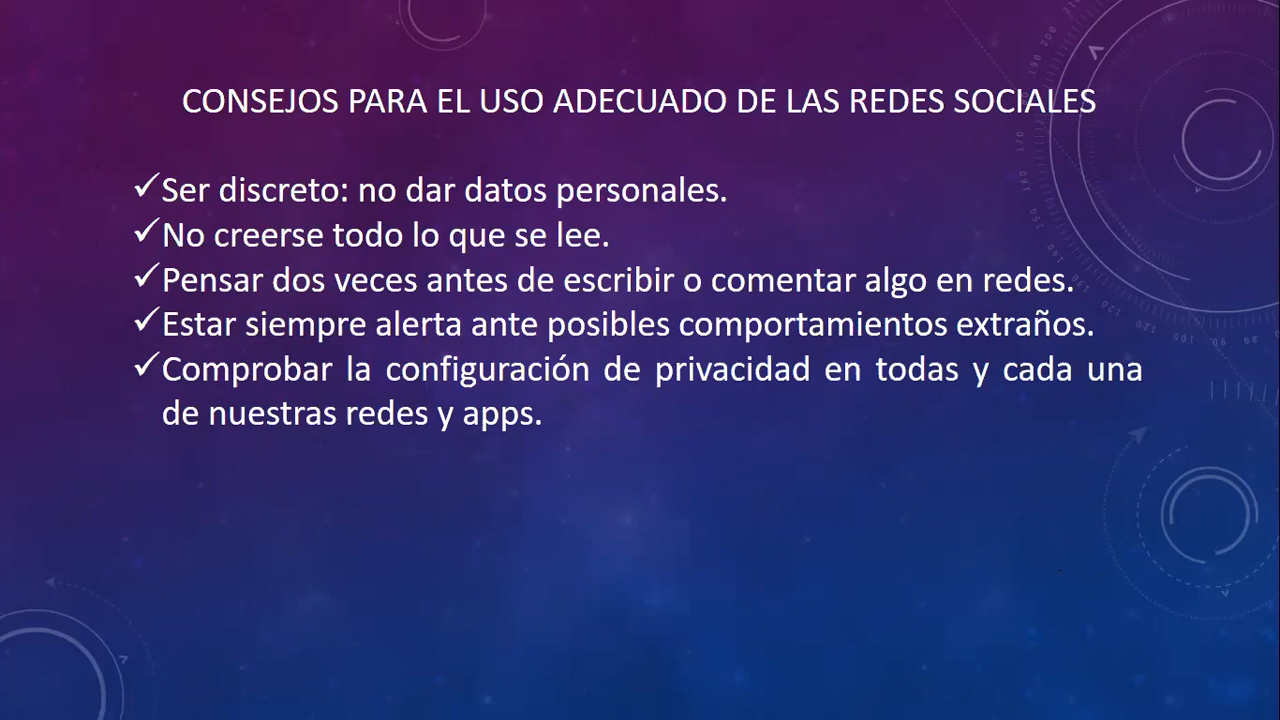 CONSEJOS PARA EL USO ADECUADO DE LAS REDES SOCIALES
✓Ser discreto: no dar datos personales.
✓No creerse todo lo que se lee.
✓Pensar dos veces antes de escribir o comentar algo en redes.
✓Estar siempre alerta ante posibles comportamientos extraños.
✓Comprobar la configuración de privacidad en todas y cada una
de nuestras redes y apps.